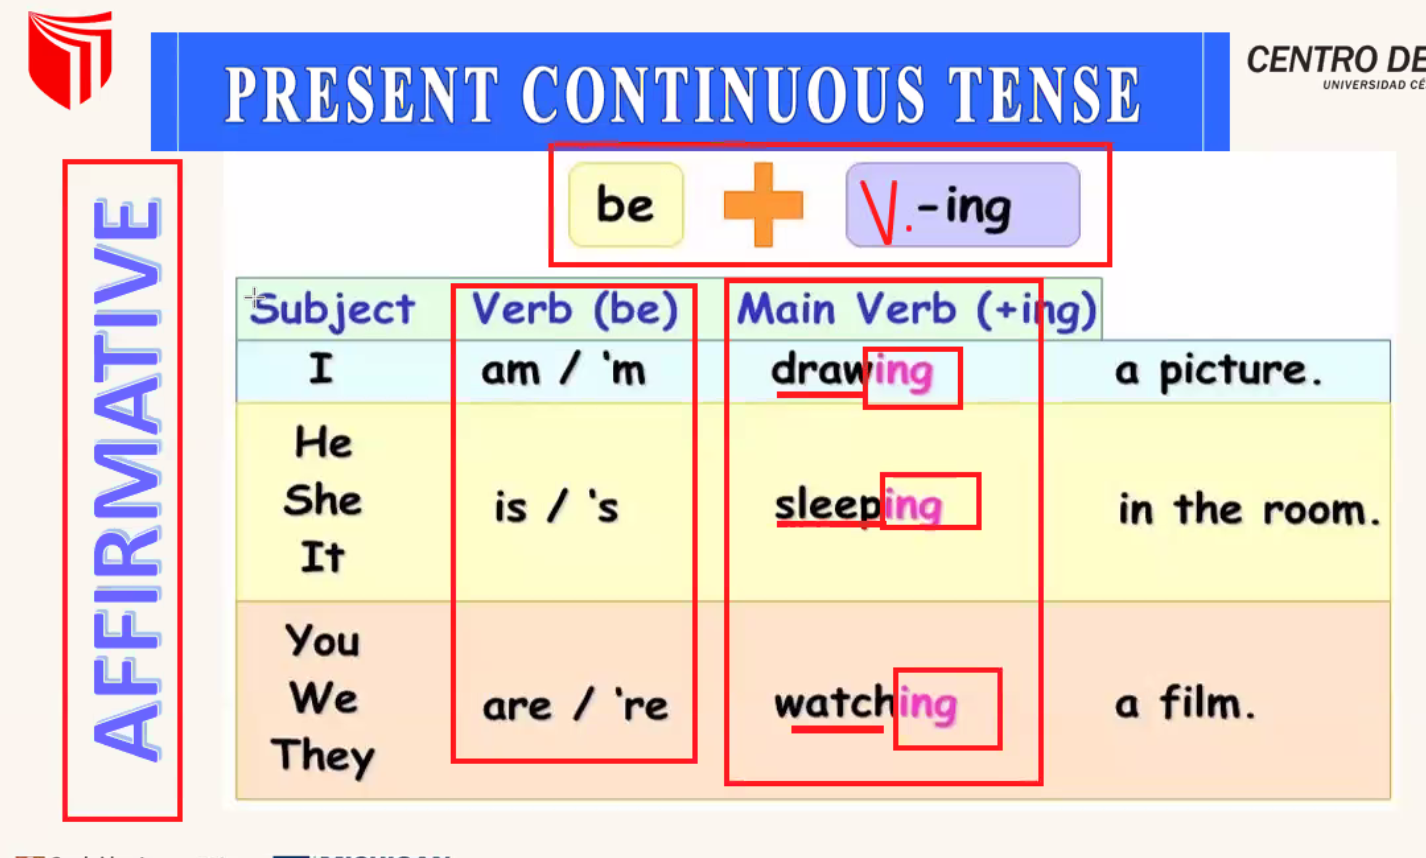 PRESENT CONTINUOUS TENSE
CENTRO DE
UNIVERSIDAD CÉ
AFFIRMATIVE
be + V. -ing
Subject Verb (be) Main Verb (+ing)
I am / 'm drawing a picture.
He
She is / 's sleeping in the room.
It
You
We are / 're watching a film.
They